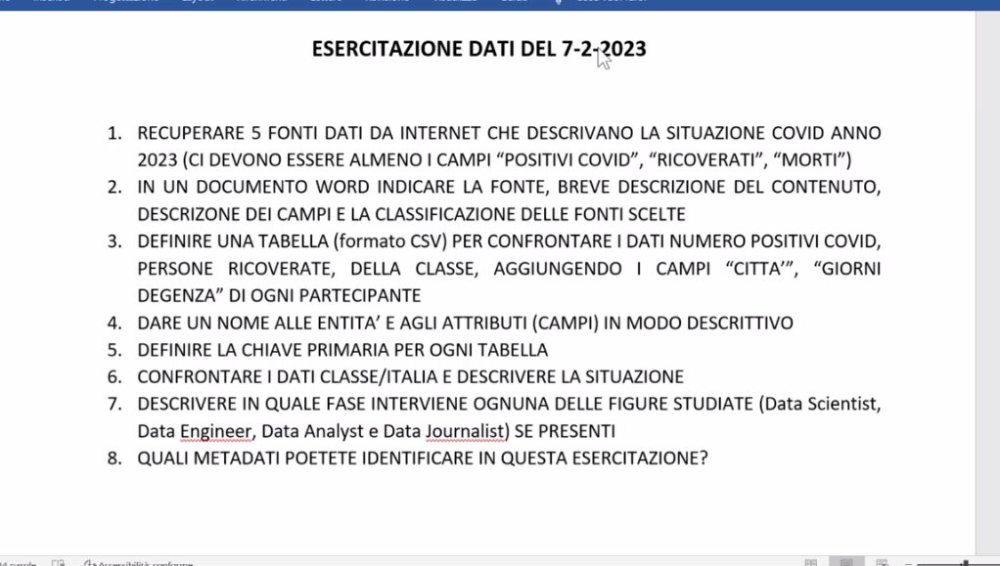 ESERCITAZIONE DATI DEL 7-2-2023
1. RECUPERARE 5 FONTI DATI DA INTERNET CHE DESCRIVANO LA SITUAZIONE COVID ANNO
2023 (CI DEVONO ESSERE ALMENO I CAMPI “POSITIVI COVID”, “RICOVERATI”, “MORTI”)
2. IN UN DOCUMENTO WORD INDICARE LA FONTE, BREVE DESCRIZIONE DEL CONTENUTO,
DESCRIZONE DEI CAMPI E LA CLASSIFICAZIONE DELLE FONTI SCELTE
3. DEFINIRE UNA TABELLA (formato CSV) PER CONFRONTARE I DATI NUMERO POSITIVI COVID,
PERSONE RICOVERATE, DELLA CLASSE, AGGIUNGENDO I CAMPI “CITTA’”, “GIORNI
DEGENZA” DI OGNI PARTECIPANTE
4. DARE UN NOME ALLE ENTITA’ E AGLI ATTRIBUTI (CAMPI) IN MODO DESCRITTIVO
5. DEFINIRE LA CHIAVE PRIMARIA PER OGNI TABELLA
6. CONFRONTARE I DATI CLASSE/ITALIA E DESCRIVERE LA SITUAZIONE
7. DESCRIVERE IN QUALE FASE INTERVIENE OGNUNA DELLE FIGURE STUDIATE (Data Scientist,
Data Engineer, Data Analyst e Data Journalist) SE PRESENTI
8. QUALI METADATI POETETE IDENTIFICARE IN QUESTA ESERCITAZIONE?